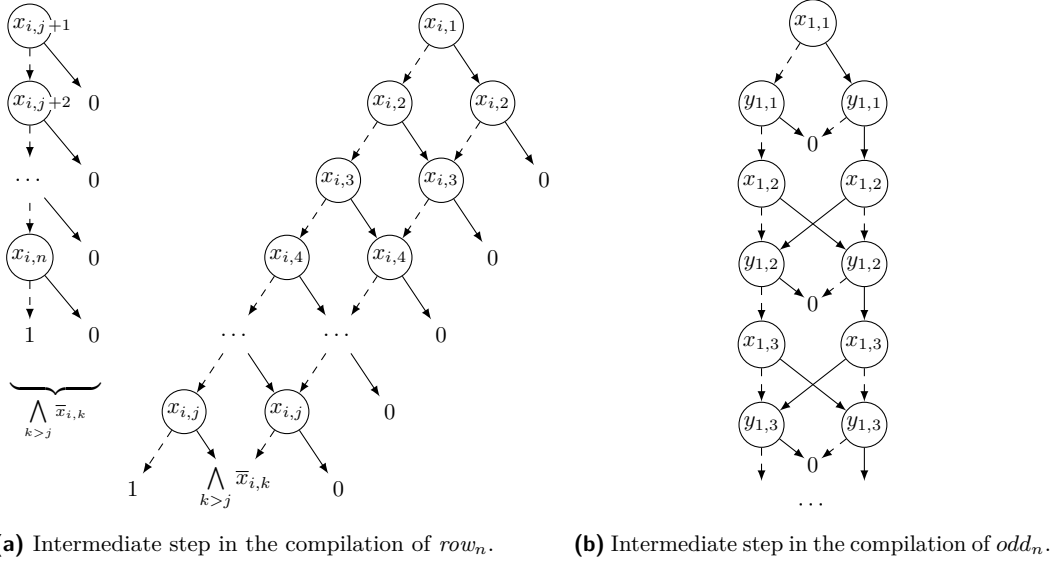 x_{i,j+1}
x_{i,j+2} 0
⋯ 0
x_{i,n} 0
1 0
⋀_{k>j} x̄_{i,k}
x_{i,1}
x_{i,2} x_{i,2}
x_{i,3} x_{i,3} 0
x_{i,4} x_{i,4} 0
⋯ ⋯ 0
x_{i,j} x_{i,j} 0
1 ⋀_{k>j} x̄_{i,k} 0
x_{1,1}
y_{1,1} y_{1,1}
0
x_{1,2} x_{1,2}
y_{1,2} y_{1,2}
0
x_{1,3} x_{1,3}
y_{1,3} y_{1,3}
0
⋯
a) Intermediate step in the compilation of row_n.
(b) Intermediate step in the compilation of odd_n.